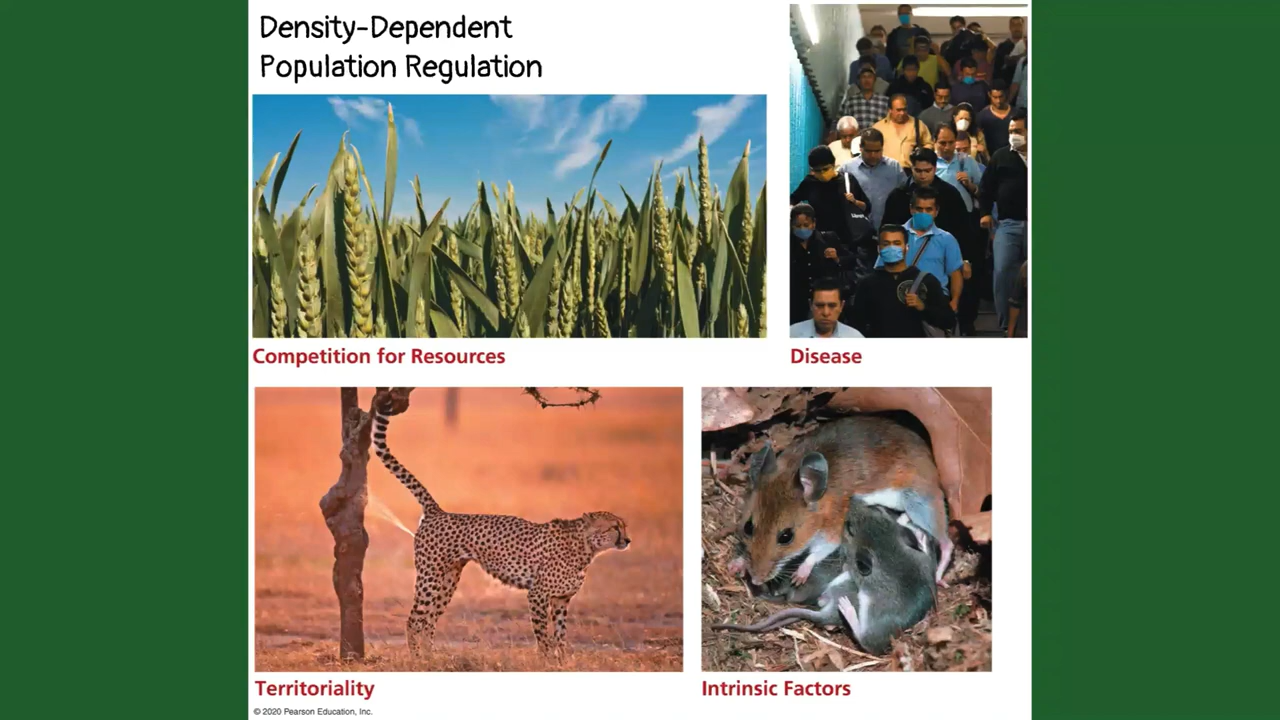 Density-Dependent
Population Regulation
Competition for Resources
Disease
Territoriality
Intrinsic Factors
© 2020 Pearson Education, Inc.